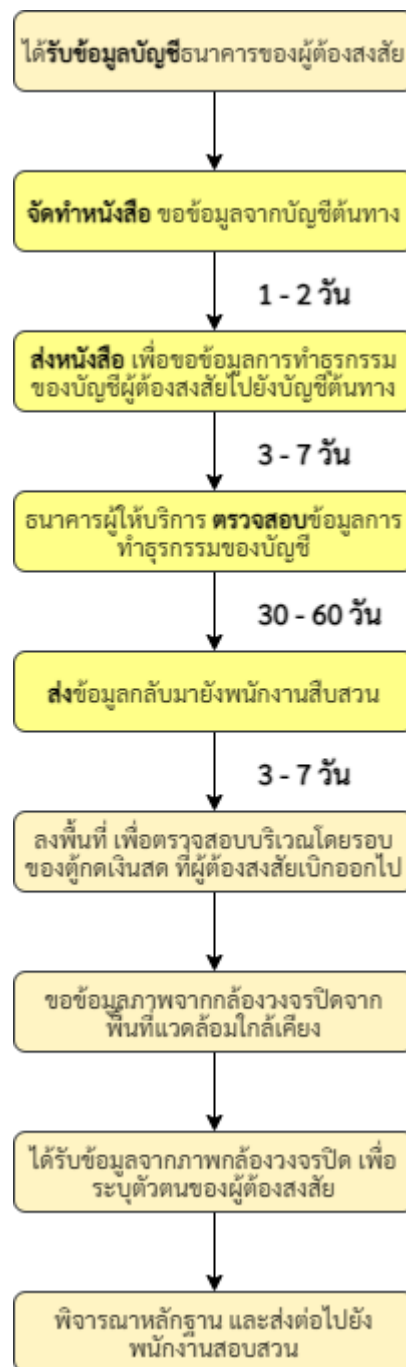 ได้รับข้อมูลบัญชีธนาคารของผู้ต้องสงสัย
จัดทำหนังสือ ขอข้อมูลจากบัญชีต้นทาง
1 - 2 วัน
ส่งหนังสือ เพื่อขอข้อมูลการทำธุรกรรม
ของบัญชีผู้ต้องสงสัยไปยังบัญชีต้นทาง
3 - 7 วัน
ธนาคารผู้ให้บริการ ตรวจสอบข้อมูลการ
ทำธุรกรรมของบัญชี
30 - 60 วัน
ส่งข้อมูลกลับมายังพนักงานสืบสวน
3 - 7 วัน
ลงพื้นที่ เพื่อตรวจสอบบริเวณโดยรอบ
ของตู้กดเงินสด ที่ผู้ต้องสงสัยเบิกออกไป
ขอข้อมูลภาพจากกล้องวงจรปิดจาก
พื้นที่แวดล้อมใกล้เคียง
ได้รับข้อมูลจากภาพกล้องวงจรปิด เพื่อ
ระบุตัวตนของผู้ต้องสงสัย
พิจารณาหลักฐาน และส่งต่อไปยัง
พนักงานสอบสวน